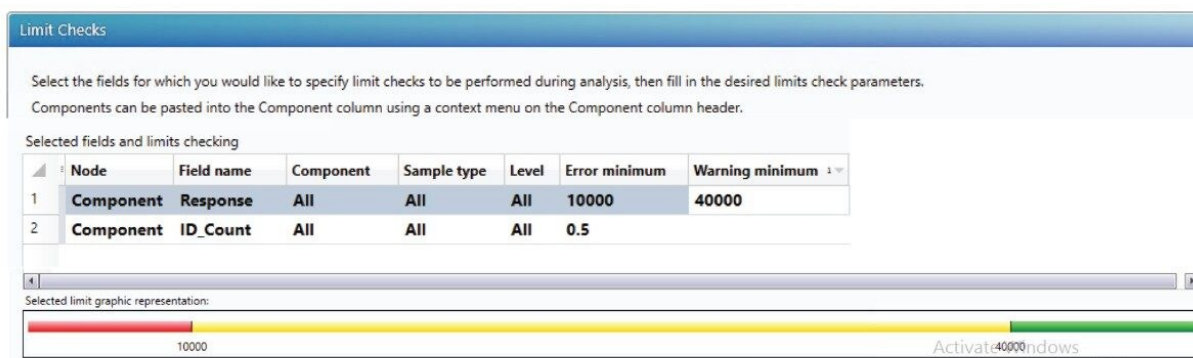 Limit Checks
Select the fields for which you would like to specify limit checks to be performed during analysis, then fill in the desired limits check parameters.
Components can be pasted into the Component column using a context menu on the Component column header.
Selected fields and limits checking
Node Field name Component Sample type Level Error minimum Warning minimum 1
1 Component Response All All All 10000 40000
2 Component ID_Count All All All 0.5
Selected limit graphic representation:
10000 40000
Activate Windows